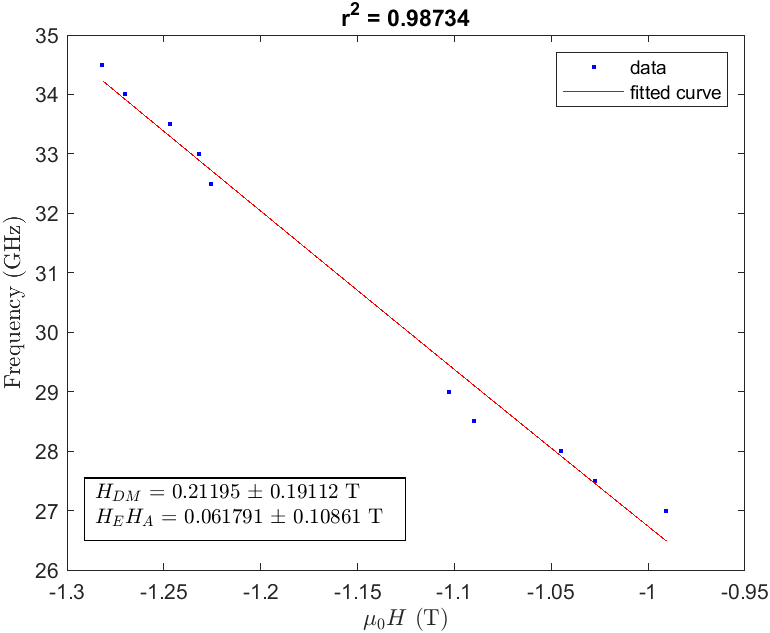 r² = 0.98734
35
34
33
32
31
30
29
28
27
26
Frequency (GHz)
data
fitted curve
H_DM = 0.21195 ± 0.19112 T
H_EH_A = 0.061791 ± 0.10861 T
-1.3
-1.25
-1.2
-1.15
-1.1
-1.05
-1
-0.95
μ₀H (T)